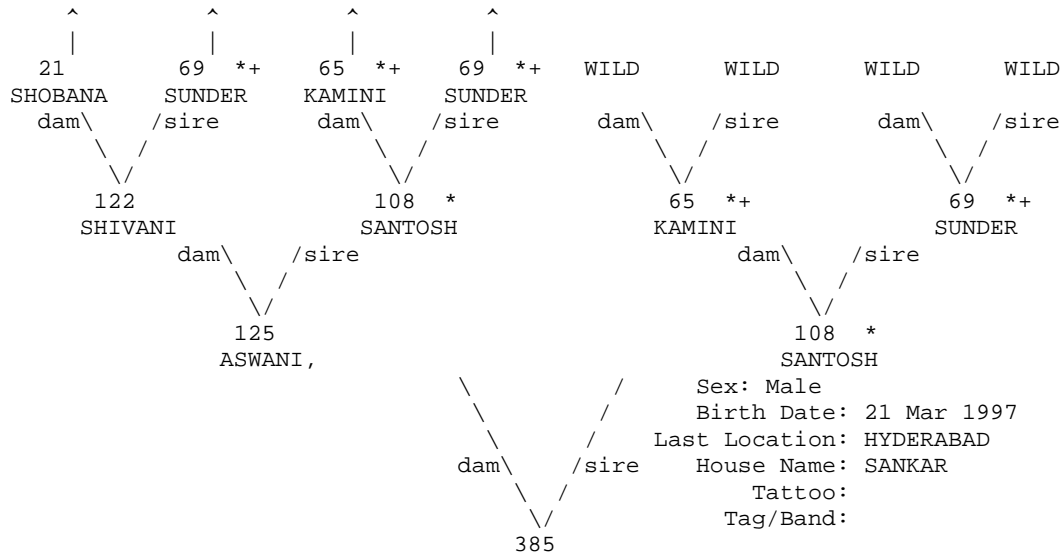 ^ ^ ^ ^
| | | |
21 69 *+ 65 *+ 69 *+ WILD WILD WILD WILD
SHOBANA SUNDER KAMINI SUNDER
dam\ /sire dam\ /sire dam\ /sire dam\ /sire
\ / \ / \ / \ /
\/ \/ \/ \/
122 108 * 65 *+ 69 *+
SHIVANI SANTOSH KAMINI SUNDER
dam\ /sire dam\ /sire
\ / \ /
\/ \/
125 108 *
ASWANI, SANTOSH
\ / Sex: Male
\ / Birth Date: 21 Mar 1997
\ / Last Location: HYDERABAD
dam\ /sire House Name: SANKAR
\ / Tattoo:
\/ Tag/Band:
385